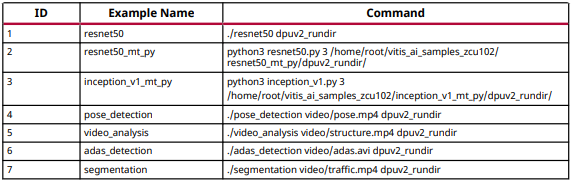 ID Example Name Command
1 resnet50 ./resnet50 dpuv2_rundir
2 resnet50_mt_py python3 resnet50.py 3 /home/root/vitis_ai_samples_zcu102/
resnet50_mt_py/dpuv2_rundir/
3 inception_v1_mt_py python3 inception_v1.py 3
/home/root/vitis_ai_samples_zcu102/inception_v1_mt_py/dpuv2_rundir/
4 pose_detection ./pose_detection video/pose.mp4 dpuv2_rundir
5 video_analysis ./video_analysis video/structure.mp4 dpuv2_rundir
6 adas_detection ./adas_detection video/adas.avi dpuv2_rundir
7 segmentation ./segmentation video/traffic.mp4 dpuv2_rundir